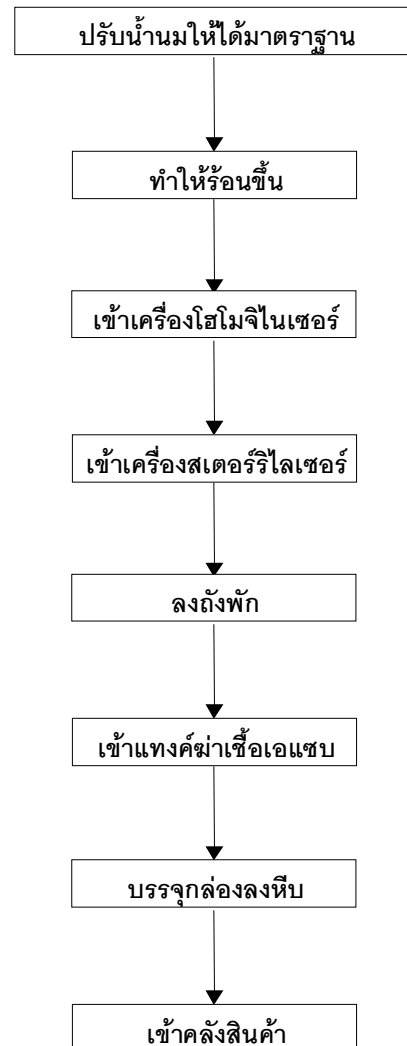 ปรับน้ำนมให้ได้มาตราฐาน
ทำให้ร้อนขึ้น
เข้าเครื่องโฮโมจิไนเซอร์
เข้าเครื่องสเตอร์ริไลเซอร์
ลงถังพัก
เข้าแทงค์ฆ่าเชื้อเอแซบ
บรรจุกล่องลงหีบ
เข้าคลังสินค้า